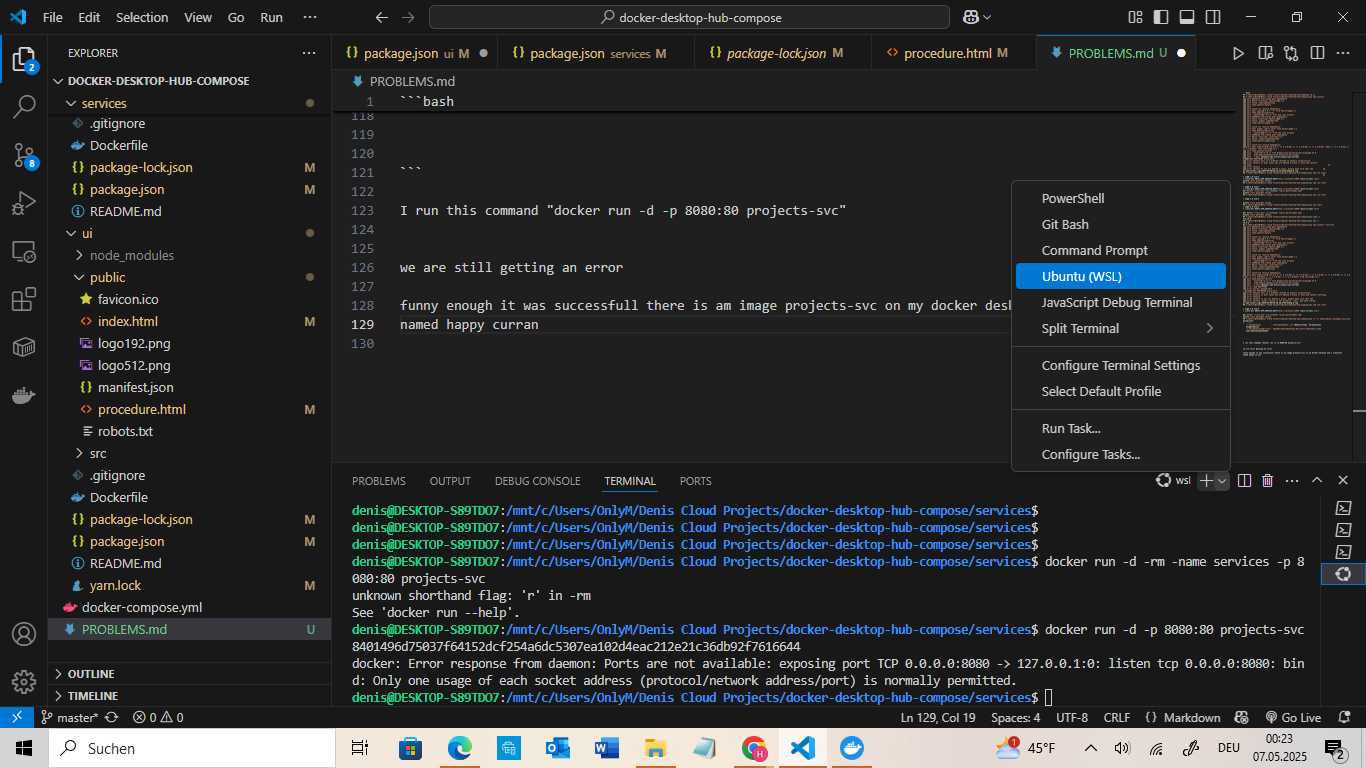 File Edit Selection View Go Run ···
docker-desktop-hub-compose
EXPLORER
DOCKER-DESKTOP-HUB-COMPOSE
services
.gitignore
Dockerfile
package-lock.json M
package.json M
README.md
ui
node_modules
public
favicon.ico
index.html M
logo192.png
logo512.png
manifest.json
procedure.html M
robots.txt
src
.gitignore
Dockerfile
package-lock.json M
package.json M
README.md
yarn.lock M
docker-compose.yml
PROBLEMS.md U
OUTLINE
TIMELINE
2
8
package.json ui M
package.json services M
package-lock.json M
procedure.html M
PROBLEMS.md U
PROBLEMS.md
1 ```bash
118
119
120
121 ```
122
123 I run this command "docker run -d -p 8080:80 projects-svc"
124
125
126 we are still getting an error
127
128 funny enough it was successfull there is am image projects-svc on my docker desk
129 named happy curran
130
PowerShell
Git Bash
Command Prompt
Ubuntu (WSL)
JavaScript Debug Terminal
Split Terminal
Configure Terminal Settings
Select Default Profile
Run Task...
Configure Tasks...
PROBLEMS OUTPUT DEBUG CONSOLE TERMINAL PORTS
wsl
denis@DESKTOP-S89TDO7:/mnt/c/Users/OnlyM/Denis Cloud Projects/docker-desktop-hub-compose/services$
denis@DESKTOP-S89TDO7:/mnt/c/Users/OnlyM/Denis Cloud Projects/docker-desktop-hub-compose/services$
denis@DESKTOP-S89TDO7:/mnt/c/Users/OnlyM/Denis Cloud Projects/docker-desktop-hub-compose/services$
denis@DESKTOP-S89TDO7:/mnt/c/Users/OnlyM/Denis Cloud Projects/docker-desktop-hub-compose/services$ docker run -d -rm -name services -p 8
080:80 projects-svc
unknown shorthand flag: 'r' in -rm
See 'docker run --help'.
denis@DESKTOP-S89TDO7:/mnt/c/Users/OnlyM/Denis Cloud Projects/docker-desktop-hub-compose/services$ docker run -d -p 8080:80 projects-svc
8401496d75037f64152dcf254a6dc5307ea102d4eac212e21c36db92f7616644
docker: Error response from daemon: Ports are not available: exposing port TCP 0.0.0.0:8080 -> 127.0.0.1:0: listen tcp 0.0.0.0:8080: bin
d: Only one usage of each socket address (protocol/network address/port) is normally permitted.
denis@DESKTOP-S89TDO7:/mnt/c/Users/OnlyM/Denis Cloud Projects/docker-desktop-hub-compose/services$
master* 0 0
Ln 129, Col 19 Spaces: 4 UTF-8 CRLF Markdown Go Live
Suchen
1
45°F
DEU
00:23
07.05.2025
2